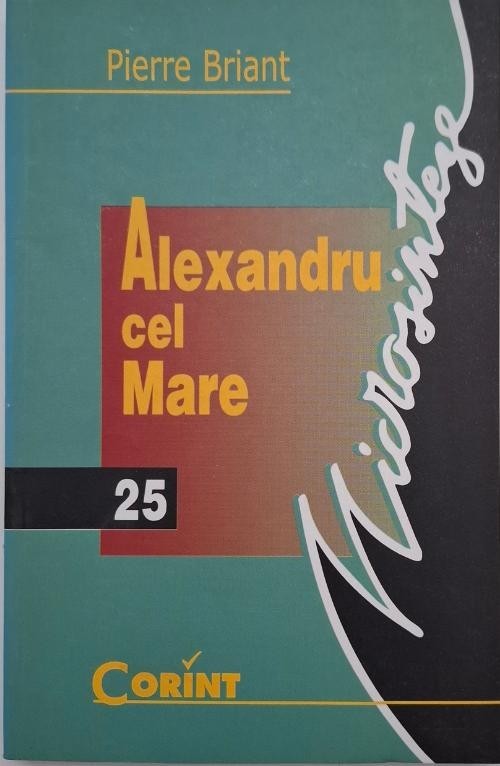 Pierre Briant
Alexandru
cel
Mare
25
Microsinteze
CORINT